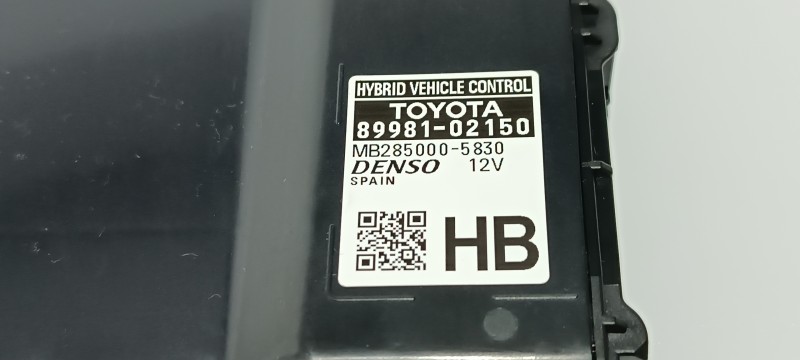 HYBRID VEHICLE CONTROL
TOYOTA
89981-02150
MB285000-5830
DENSO 12V
SPAIN
HB